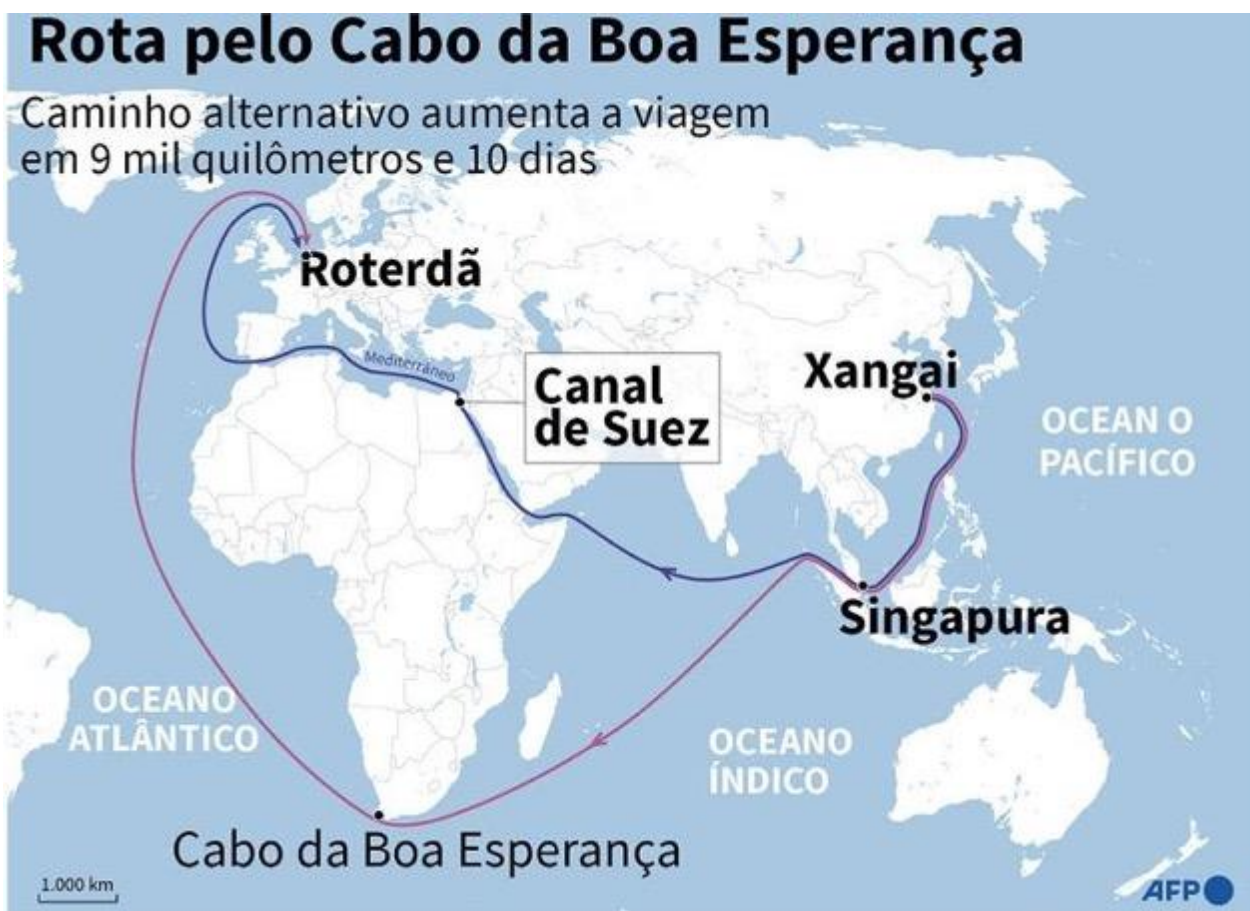 Rota pelo Cabo da Boa Esperança
Caminho alternativo aumenta a viagem
em 9 mil quilômetros e 10 dias
Roterdã
Mediterrâneo
Canal
de Suez
Xangai
OCEAN O
PACÍFICO
Singapura
OCEANO
ATLÂNTICO
OCEANO
ÍNDICO
Cabo da Boa Esperança
1.000 km
AFP